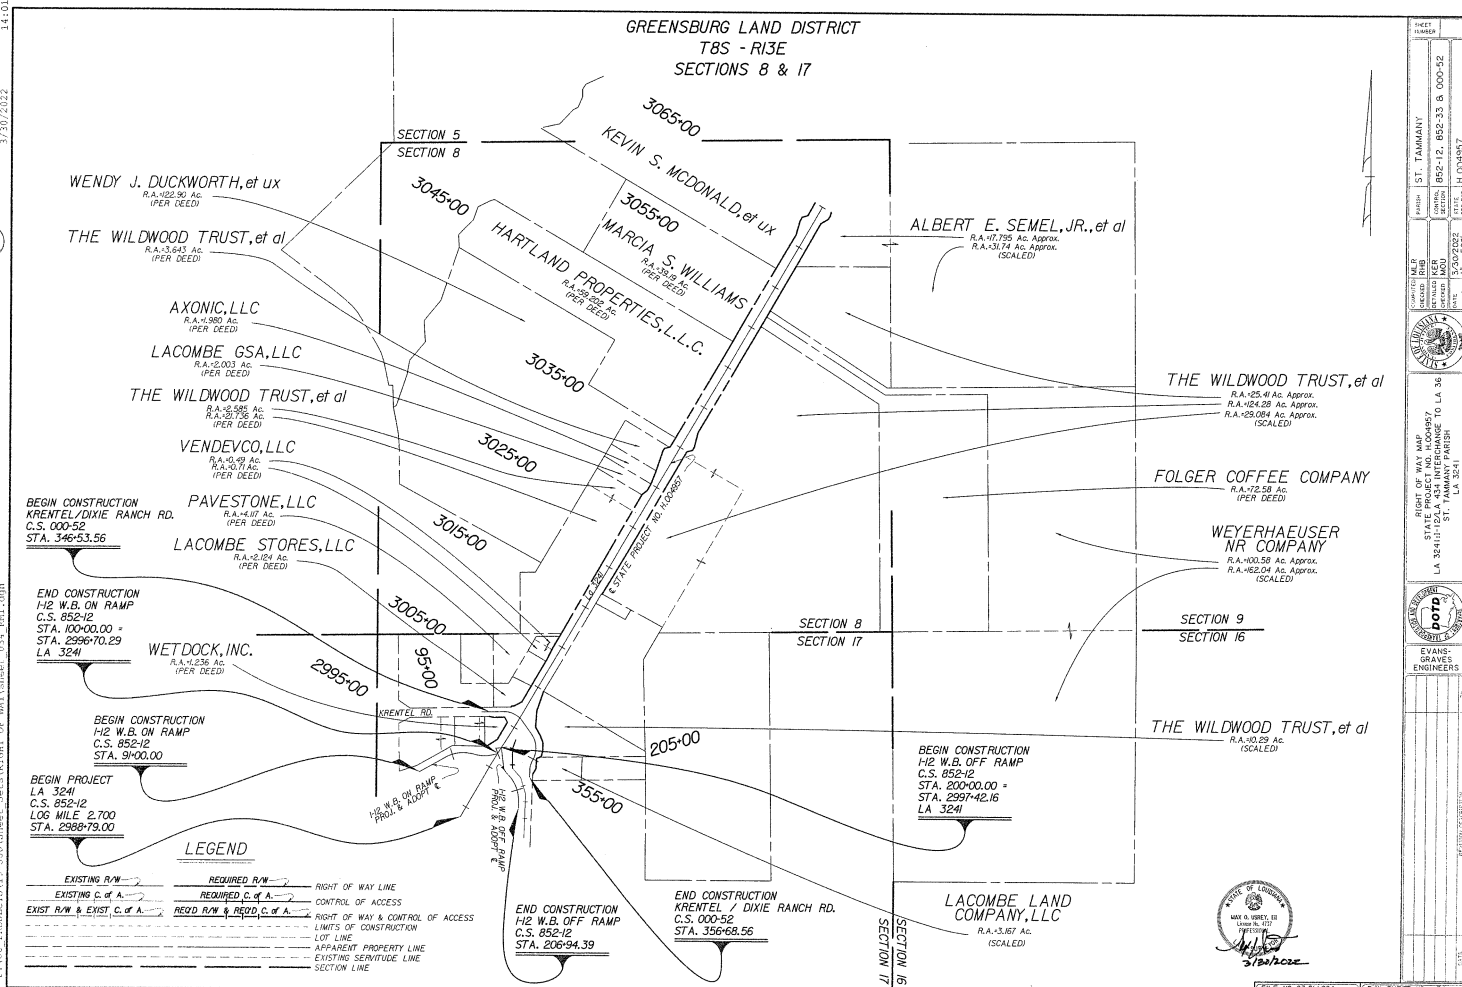 GREENSBURG LAND DISTRICT
T8S - R13E
SECTIONS 8 & 17
14:01
3/30/2022
SECTION 5
SECTION 8
3065+00
KEVIN S. MCDONALD, et ux
3045+00
3055+00
MARCIA S. WILLIAMS
R.A.=39.19 Ac.
(PER DEED)
HARTLAND PROPERTIES, L.L.C.
R.A.=59.202 Ac.
(PER DEED)
WENDY J. DUCKWORTH, et ux
R.A.=122.90 Ac.
(PER DEED)
THE WILDWOOD TRUST, et al
R.A.=3.643 Ac.
(PER DEED)
AXONIC, LLC
R.A.=1.980 Ac.
(PER DEED)
LACOMBE GSA, LLC
R.A.=2.003 Ac.
(PER DEED)
THE WILDWOOD TRUST, et al
R.A.=2.585 Ac.
R.A.=21.736 Ac.
(PER DEED)
VENDEVCO, LLC
R.A.=0.49 Ac.
R.A.=0.71 Ac.
(PER DEED)
PAVESTONE, LLC
R.A.=4.117 Ac.
(PER DEED)
LACOMBE STORES, LLC
R.A.=2.124 Ac.
(PER DEED)
WETDOCK, INC.
R.A.=1.236 Ac.
(PER DEED)
3035+00
3025+00
3015+00
3005+00
2995+00
95+00
205+00
355+00
KRENTEL RD.
LA 3241
℄ STATE PROJECT NO. H.004957
I-12 W.B. ON RAMP
PROJ. & ADOPT ℄
I-12 W.B. OFF RAMP
PROJ. & ADOPT ℄
ALBERT E. SEMEL, JR., et al
R.A.=17.795 Ac. Approx.
R.A.=31.74 Ac. Approx.
(SCALED)
THE WILDWOOD TRUST, et al
R.A.=25.41 Ac. Approx.
R.A.=124.28 Ac. Approx.
R.A.=29.084 Ac. Approx.
(SCALED)
FOLGER COFFEE COMPANY
R.A.=72.58 Ac.
(PER DEED)
WEYERHAEUSER
NR COMPANY
R.A.=100.58 Ac. Approx.
R.A.=162.04 Ac. Approx.
(SCALED)
SECTION 8
SECTION 17
SECTION 9
SECTION 16
THE WILDWOOD TRUST, et al
R.A.=10.29 Ac.
(SCALED)
LACOMBE LAND
COMPANY, LLC
R.A.=3.167 Ac.
(SCALED)
SECTION 16
SECTION 17
BEGIN CONSTRUCTION
KRENTEL/DIXIE RANCH RD.
C.S. 000-52
STA. 346+53.56
END CONSTRUCTION
I-12 W.B. ON RAMP
C.S. 852-12
STA. 100+00.00 =
STA. 2996+70.29
LA 3241
BEGIN CONSTRUCTION
I-12 W.B. ON RAMP
C.S. 852-12
STA. 91+00.00
BEGIN PROJECT
LA 3241
C.S. 852-12
LOG MILE 2.700
STA. 2988+79.00
BEGIN CONSTRUCTION
I-12 W.B. OFF RAMP
C.S. 852-12
STA. 200+00.00 =
STA. 2997+42.16
LA 3241
END CONSTRUCTION
I-12 W.B. OFF RAMP
C.S. 852-12
STA. 206+94.39
END CONSTRUCTION
KRENTEL / DIXIE RANCH RD.
C.S. 000-52
STA. 356+68.56
LEGEND
EXISTING R/W
REQUIRED R/W
RIGHT OF WAY LINE
EXISTING C. of A.
REQUIRED C. of A.
CONTROL OF ACCESS
EXIST R/W & EXIST C. of A.
REQ'D R/W & REQ'D C. of A.
RIGHT OF WAY & CONTROL OF ACCESS
LIMITS OF CONSTRUCTION
LOT LINE
APPARENT PROPERTY LINE
EXISTING SERVITUDE LINE
SECTION LINE
STATE OF LOUISIANA
MAX O. USREY, III
License No. 4737
PROFESSIONAL
3/30/2022
SHEET
NUMBER
PARISH
ST. TAMMANY
CONTROL
SECTION
852-12, 852-33 & 000-52
STATE
H.004957
COMPUTED
MLR
CHECKED
RHB
DETAILED
KER
CHECKED
MOU
DATE
3/30/2022
STATE OF LOUISIANA
RIGHT OF WAY MAP
STATE PROJECT NO. H.004957
LA 3241:I-12/LA 434 INTERCHANGE TO LA 36
ST. TAMMANY PARISH
LA 3241
DOTD
EVANS-
GRAVES
ENGINEERS
DATE